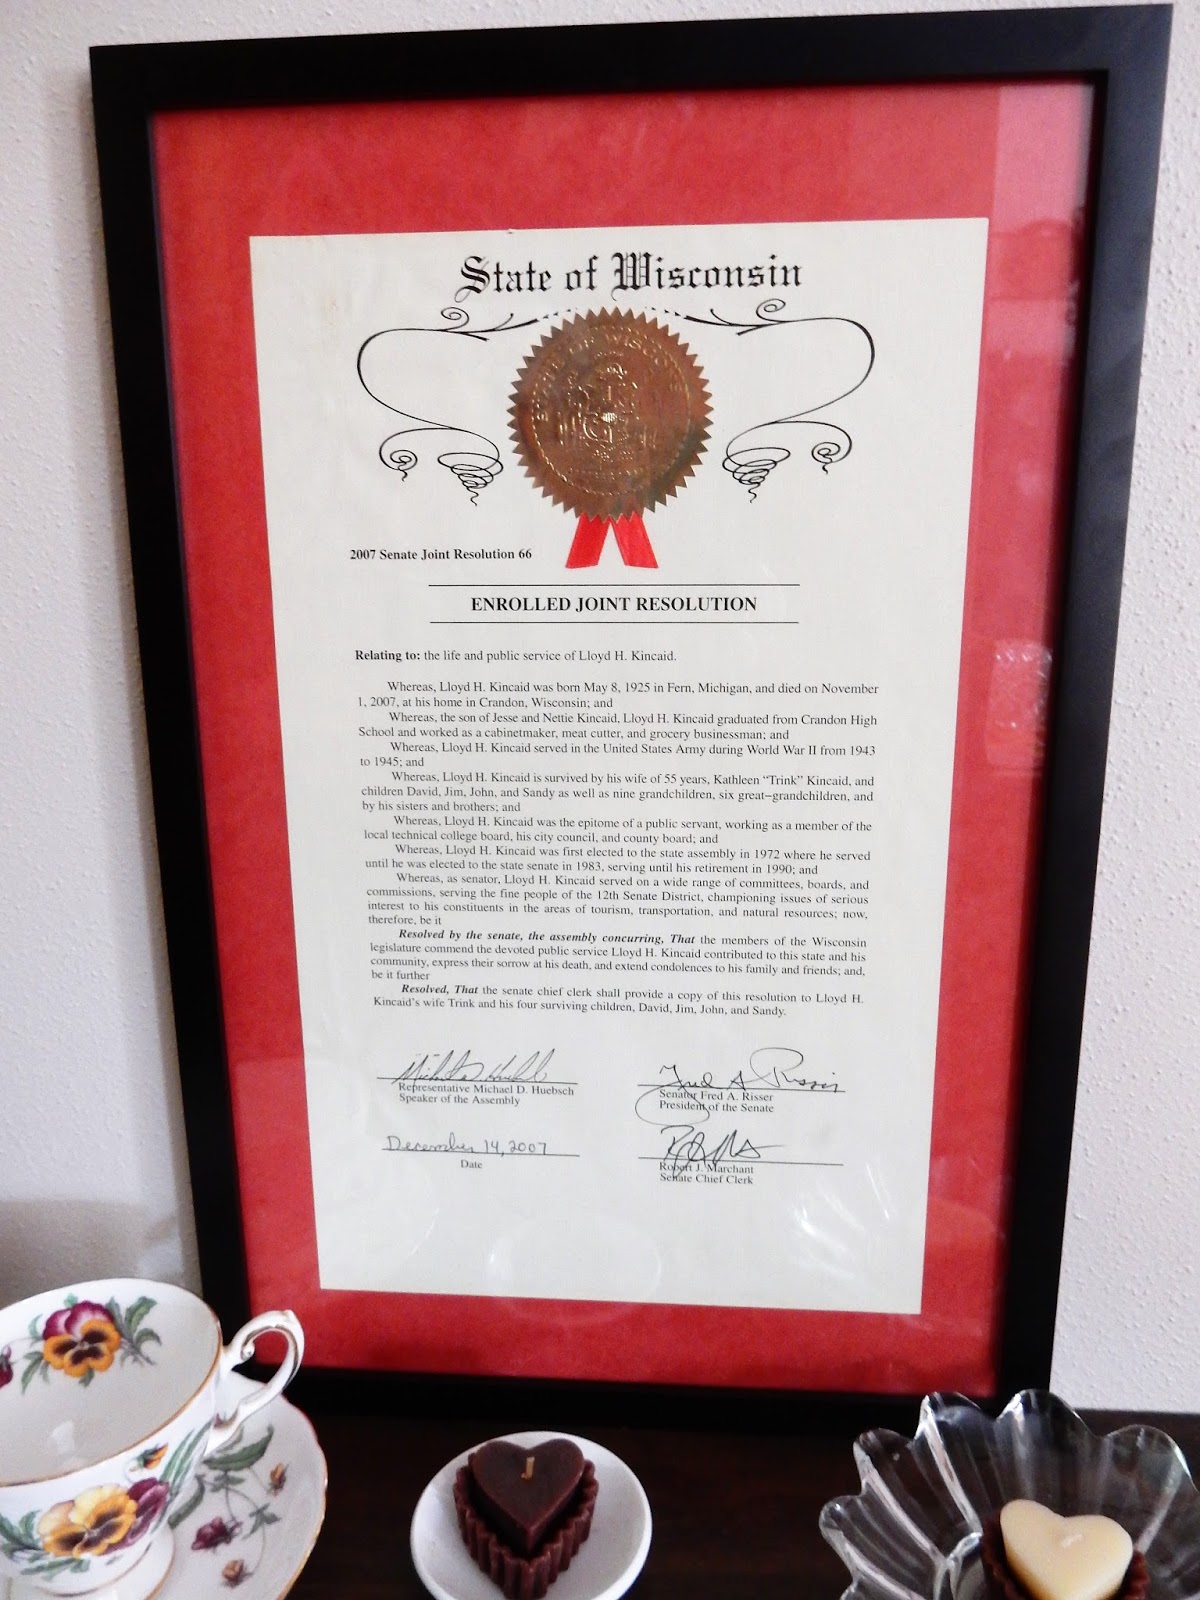 State of Wisconsin
2007 Senate Joint Resolution 66
ENROLLED JOINT RESOLUTION
Relating to: the life and public service of Lloyd H. Kincaid.
Whereas, Lloyd H. Kincaid was born May 8, 1925 in Fern, Michigan, and died on November
1, 2007, at his home in Crandon, Wisconsin; and
Whereas, the son of Jesse and Nettie Kincaid, Lloyd H. Kincaid graduated from Crandon High
School and worked as a cabinetmaker, meat cutter, and grocery businessman; and
Whereas, Lloyd H. Kincaid served in the United States Army during World War II from 1943
to 1945; and
Whereas, Lloyd H. Kincaid is survived by his wife of 55 years, Kathleen “Trink” Kincaid, and
children David, Jim, John, and Sandy as well as nine grandchildren, six great–grandchildren, and
by his sisters and brothers; and
Whereas, Lloyd H. Kincaid was the epitome of a public servant, working as a member of the
local technical college board, his city council, and county board; and
Whereas, Lloyd H. Kincaid was first elected to the state assembly in 1972 where he served
until he was elected to the state senate in 1983, serving until his retirement in 1990; and
Whereas, as senator, Lloyd H. Kincaid served on a wide range of committees, boards, and
commissions, serving the fine people of the 12th Senate District, championing issues of serious
interest to his constituents in the areas of tourism, transportation, and natural resources; now,
therefore, be it
Resolved by the senate, the assembly concurring, That the members of the Wisconsin
legislature commend the devoted public service Lloyd H. Kincaid contributed to this state and his
community, express their sorrow at his death, and extend condolences to his family and friends; and,
be it further
Resolved, That the senate chief clerk shall provide a copy of this resolution to Lloyd H.
Kincaid's wife Trink and his four surviving children, David, Jim, John, and Sandy.
Representative Michael D. Huebsch
Speaker of the Assembly
Fred A Risser
Senator Fred A. Risser
President of the Senate
December 14, 2007
Date
Robert J. Marchant
Senate Chief Clerk